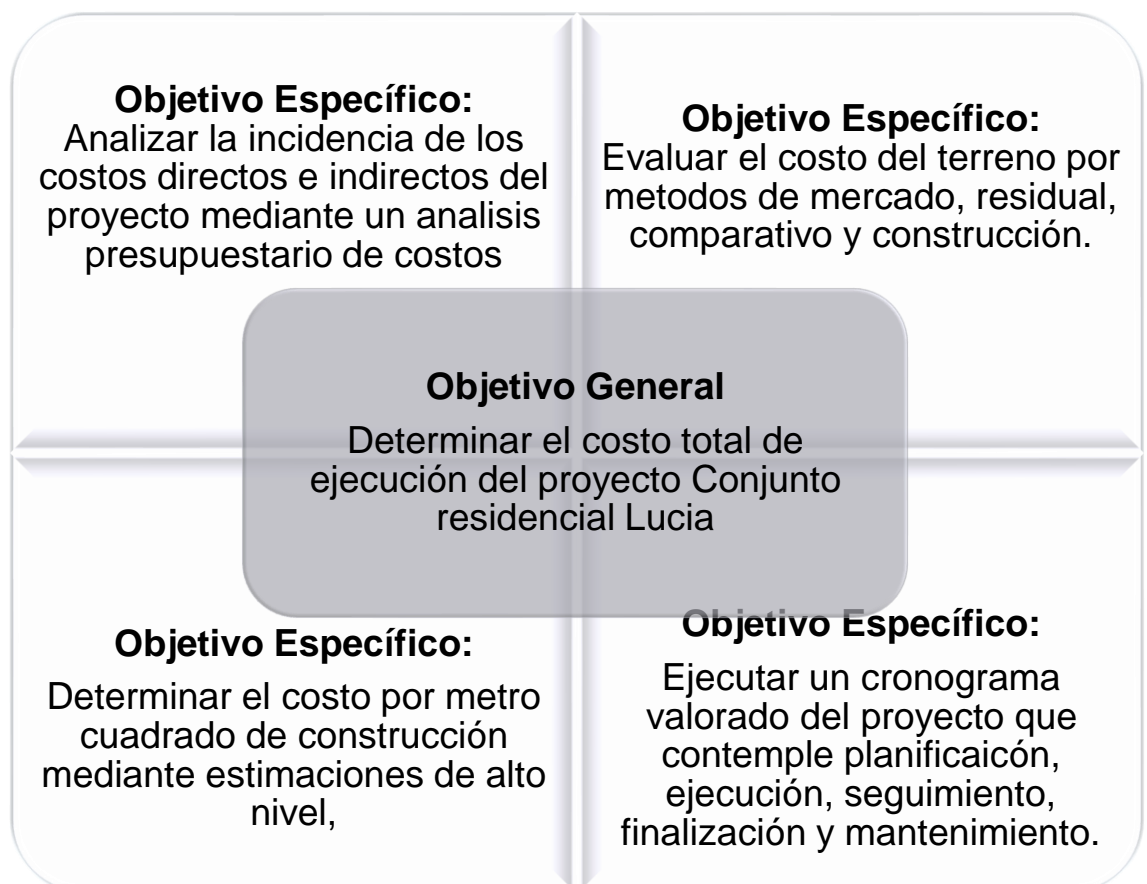 Objetivo Específico:
Analizar la incidencia de los
costos directos e indirectos del
proyecto mediante un analisis
presupuestario de costos
Objetivo Específico:
Evaluar el costo del terreno por
metodos de mercado, residual,
comparativo y construcción.
Objetivo General
Determinar el costo total de
ejecución del proyecto Conjunto
residencial Lucia
Objetivo Específico:
Determinar el costo por metro
cuadrado de construcción
mediante estimaciones de alto
nivel,
Objetivo Específico:
Ejecutar un cronograma
valorado del proyecto que
contemple planificaicón,
ejecución, seguimiento,
finalización y mantenimiento.